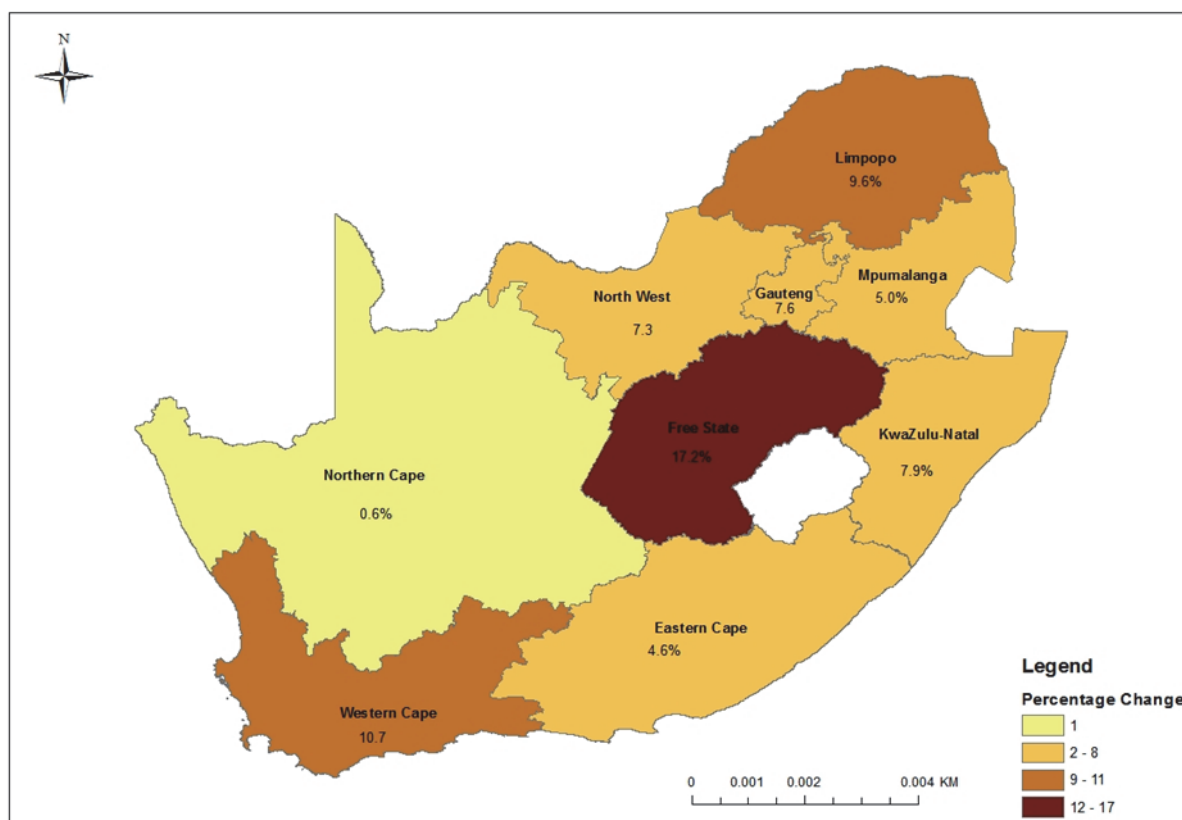 N
Limpopo
9.6%
Mpumalanga
5.0%
Gauteng
7.6
North West
7.3
Free State
17.2%
KwaZulu-Natal
7.9%
Northern Cape
0.6%
Eastern Cape
4.6%
Western Cape
10.7
Legend
Percentage Change
1
2 - 8
9 - 11
12 - 17
0 0.001 0.002 0.004 KM